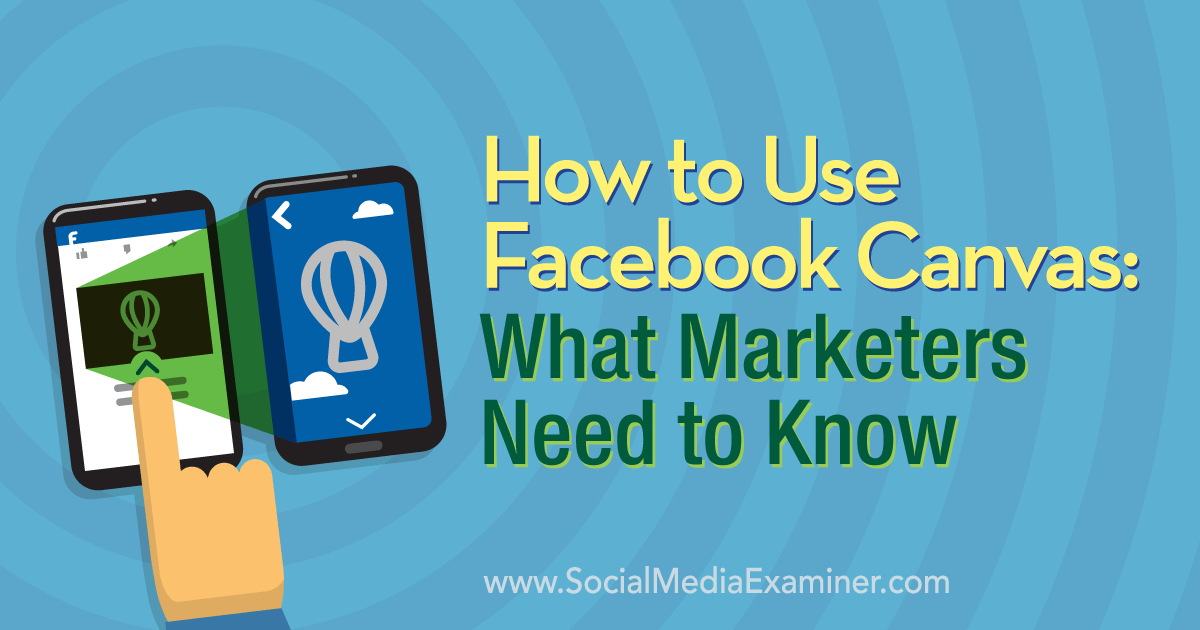 How to Use
Facebook Canvas:
What Marketers
Need to Know
www.SocialMediaExaminer.com
f